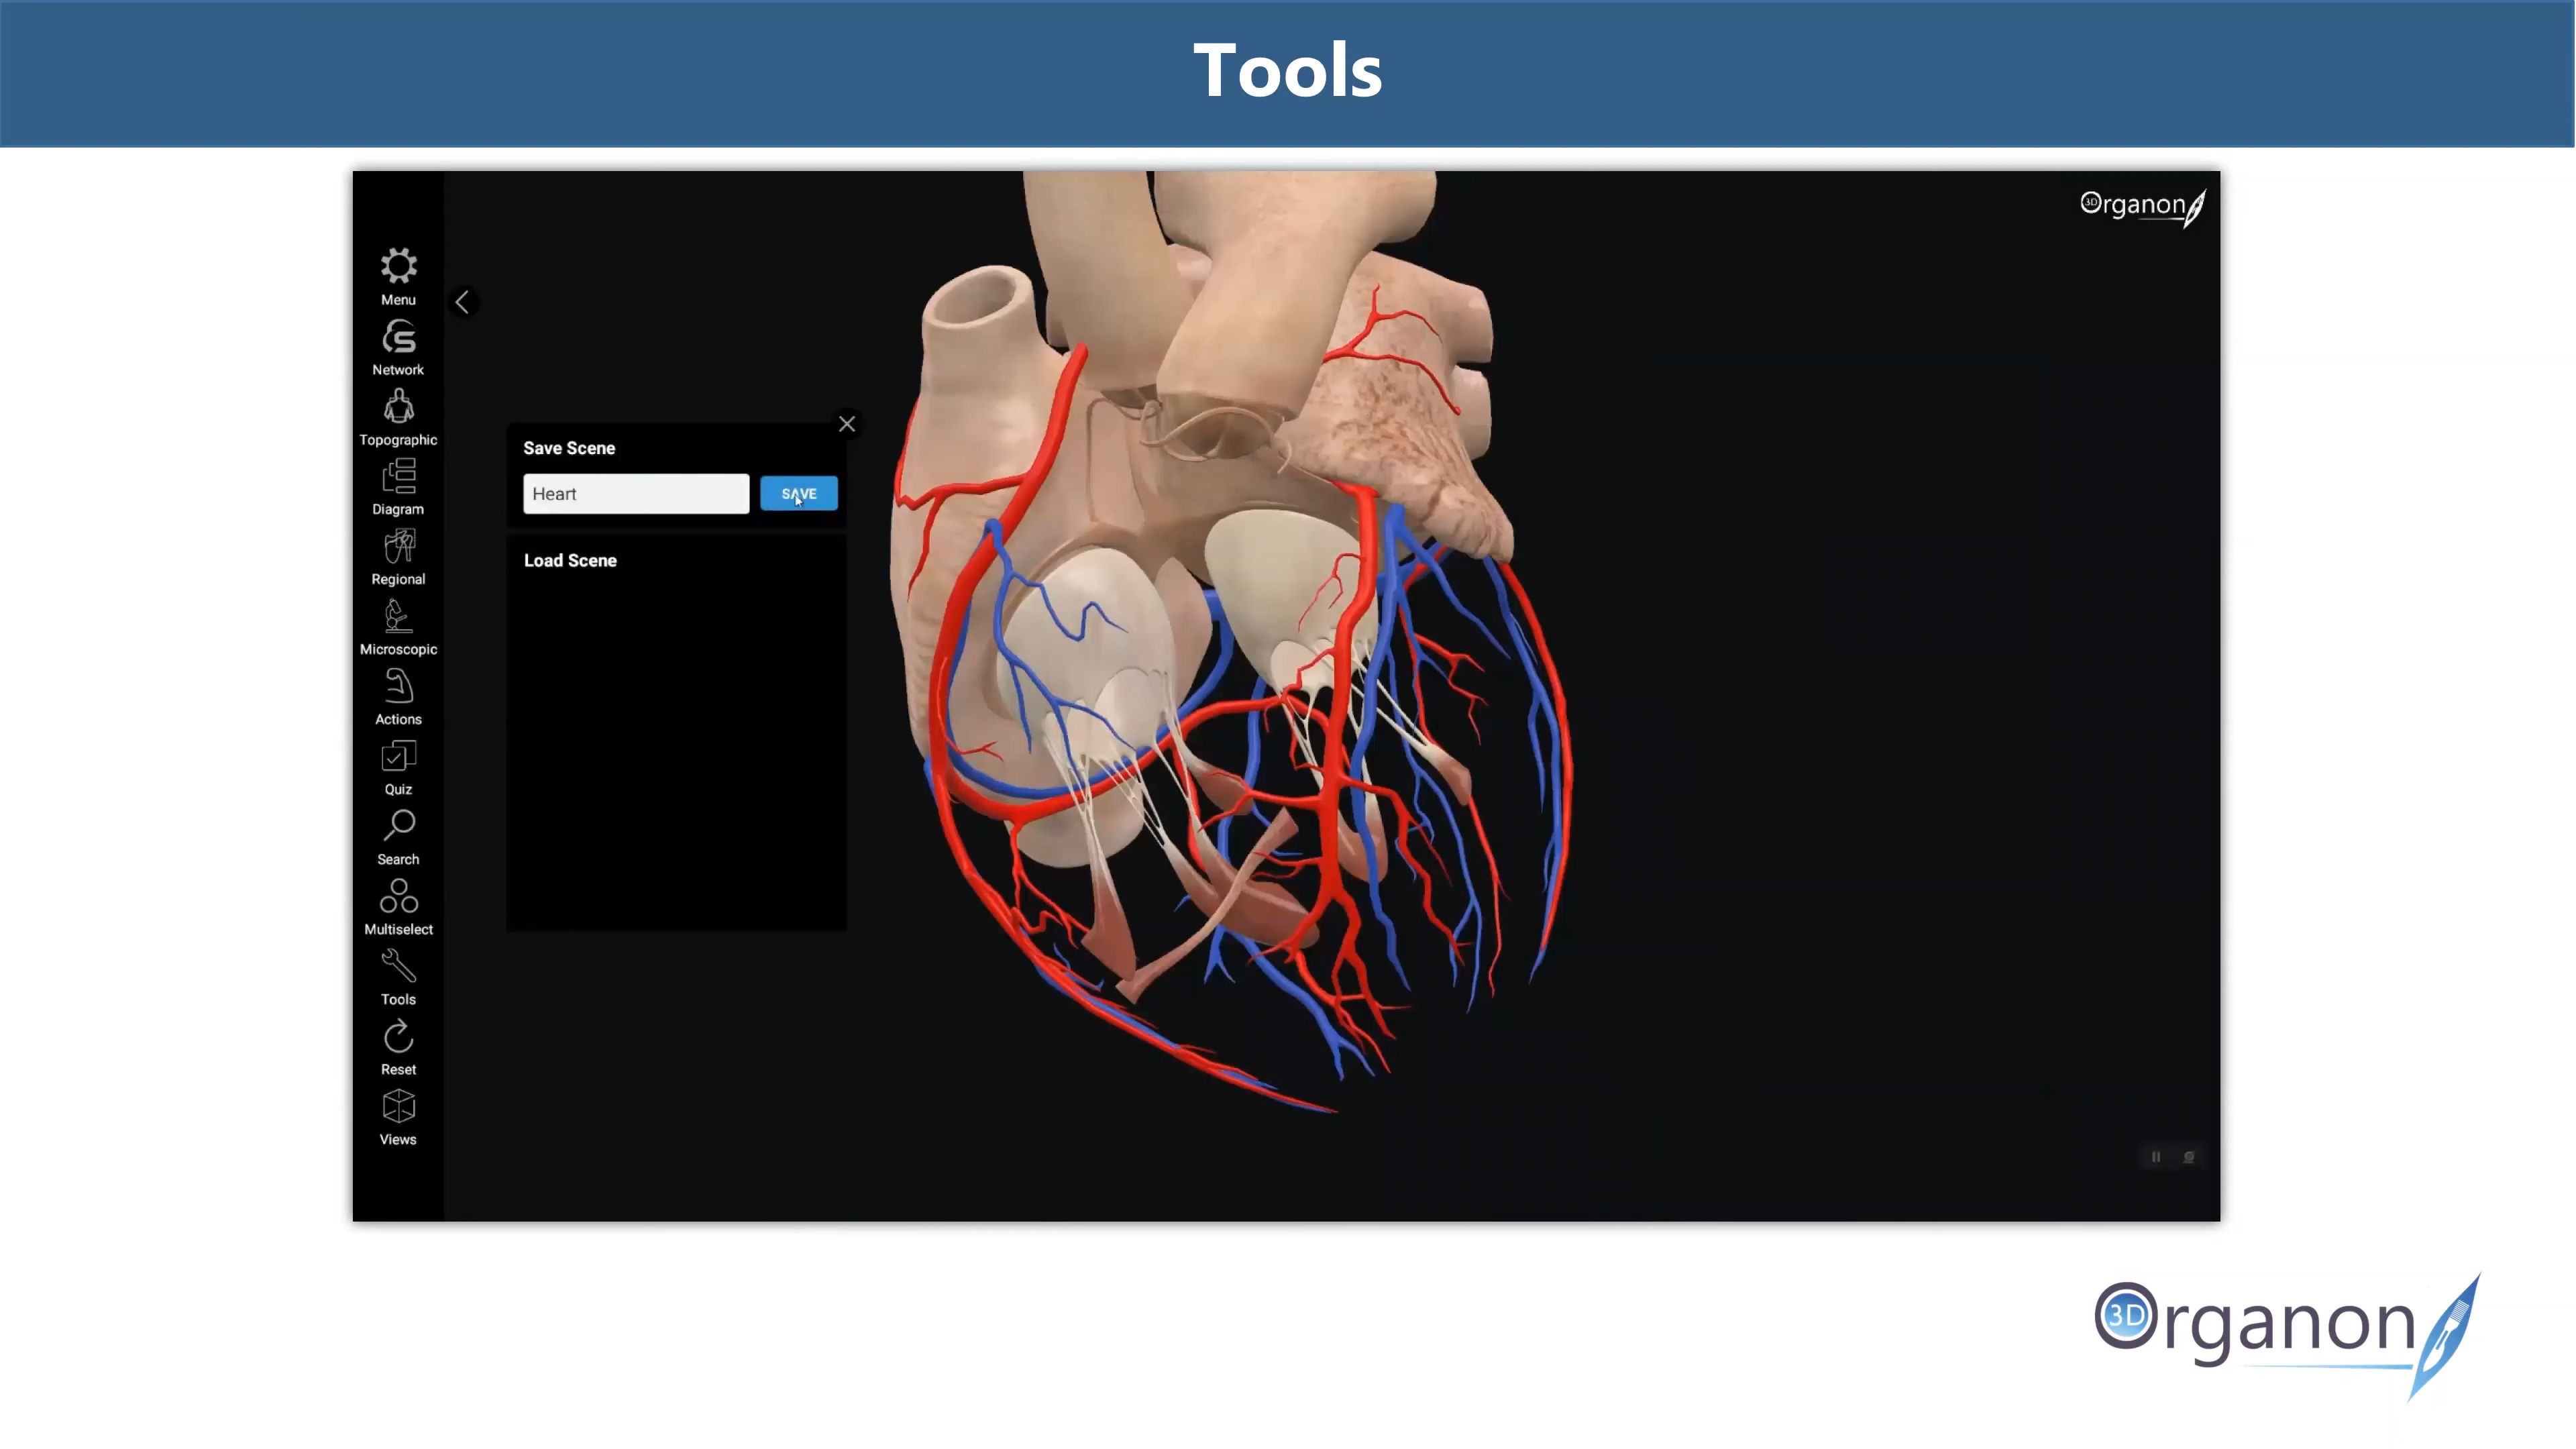 Tools
3D Organon
Menu
Network
Topographic
Diagram
Regional
Microscopic
Actions
Quiz
Search
Multiselect
Tools
Reset
Views
Save Scene
Heart
SAVE
Load Scene
3D Organon